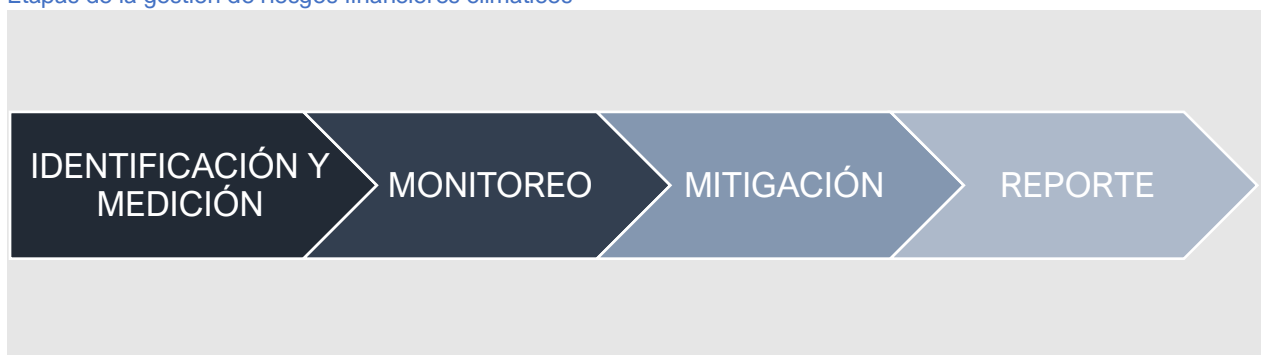 Etapas de la gestión de riesgos financieros climáticos
IDENTIFICACIÓN Y
MEDICIÓN
MONITOREO
MITIGACIÓN
REPORTE